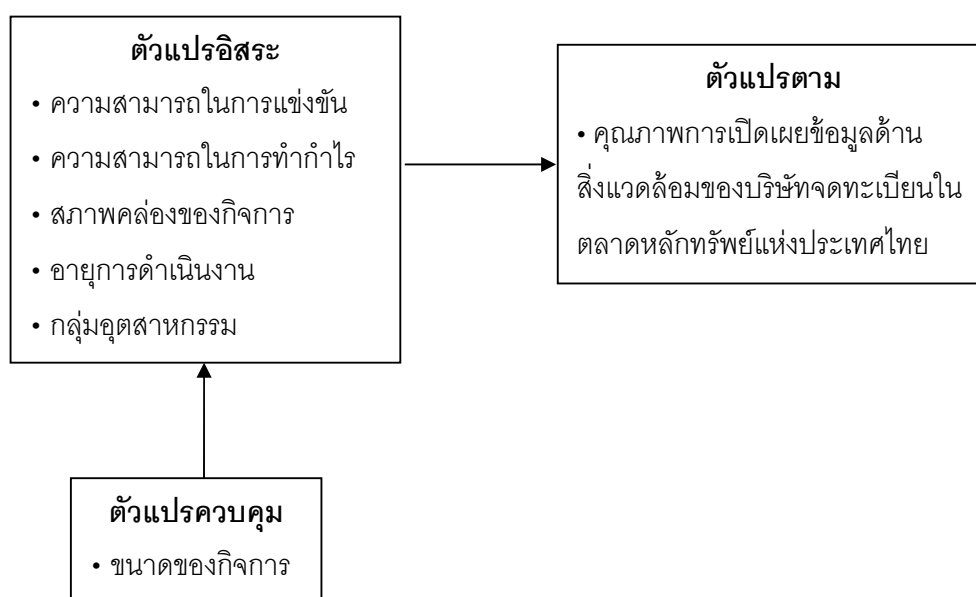 ตัวแปรอิสระ
• ความสามารถในการแข่งขัน
• ความสามารถในการทำกำไร
• สภาพคล่องของกิจการ
• อายุการดำเนินงาน
• กลุ่มอุตสาหกรรม
ตัวแปรตาม
• คุณภาพการเปิดเผยข้อมูลด้าน
สิ่งแวดล้อมของบริษัทจดทะเบียนใน
ตลาดหลักทรัพย์แห่งประเทศไทย
ตัวแปรควบคุม
• ขนาดของกิจการ